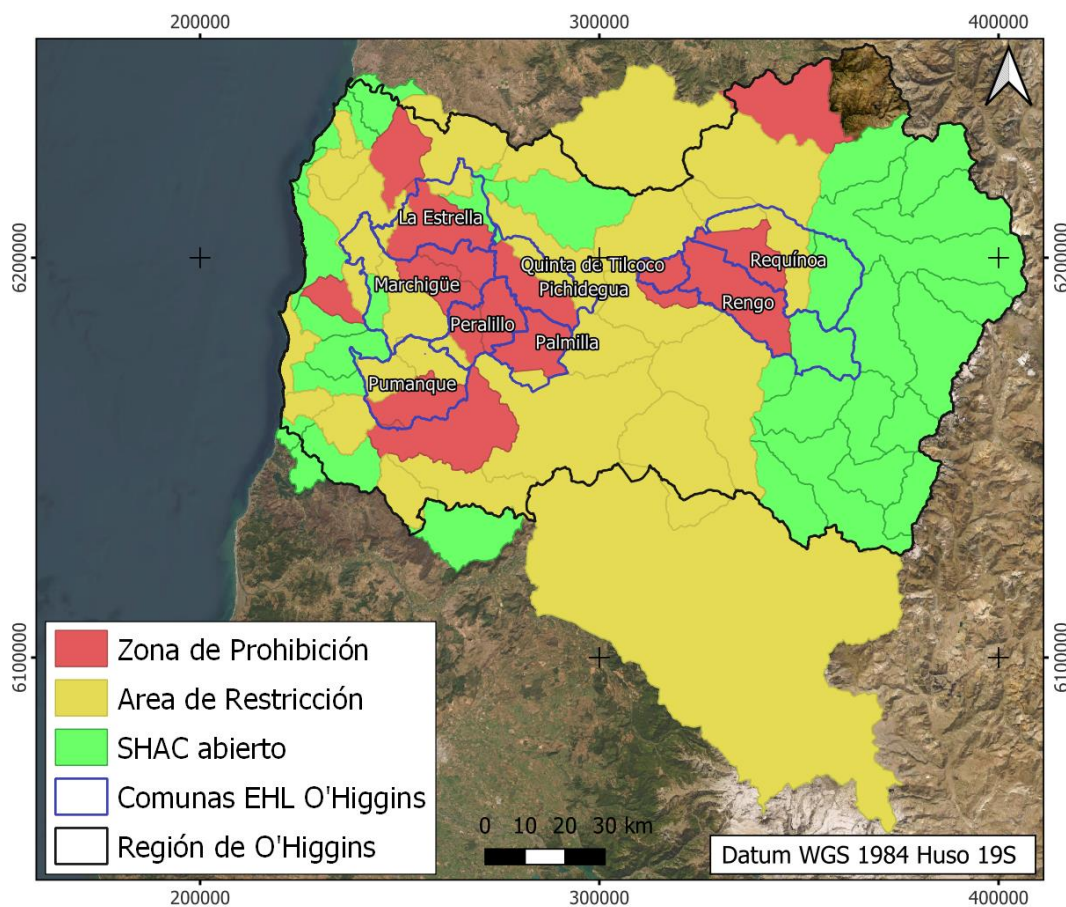 200000
300000
400000
6200000
6200000
La Estrella
Quinta de Tilcoco
Requínoa
Marchigüe
Pichidegua
Rengo
Peralillo
Palmilla
Pumanque
6100000
6100000
Zona de Prohibición
Area de Restricción
SHAC abierto
Comunas EHL O'Higgins
Región de O'Higgins
0 10 20 30 km
Datum WGS 1984 Huso 19S
200000
300000
400000